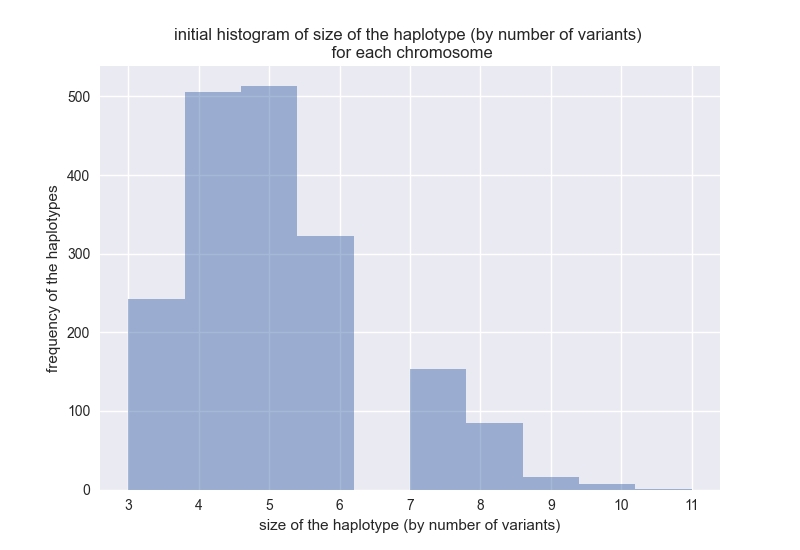 initial histogram of size of the haplotype (by number of variants)
for each chromosome
500
400
300
200
100
0
frequency of the haplotypes
3 4 5 6 7 8 9 10 11
size of the haplotype (by number of variants)